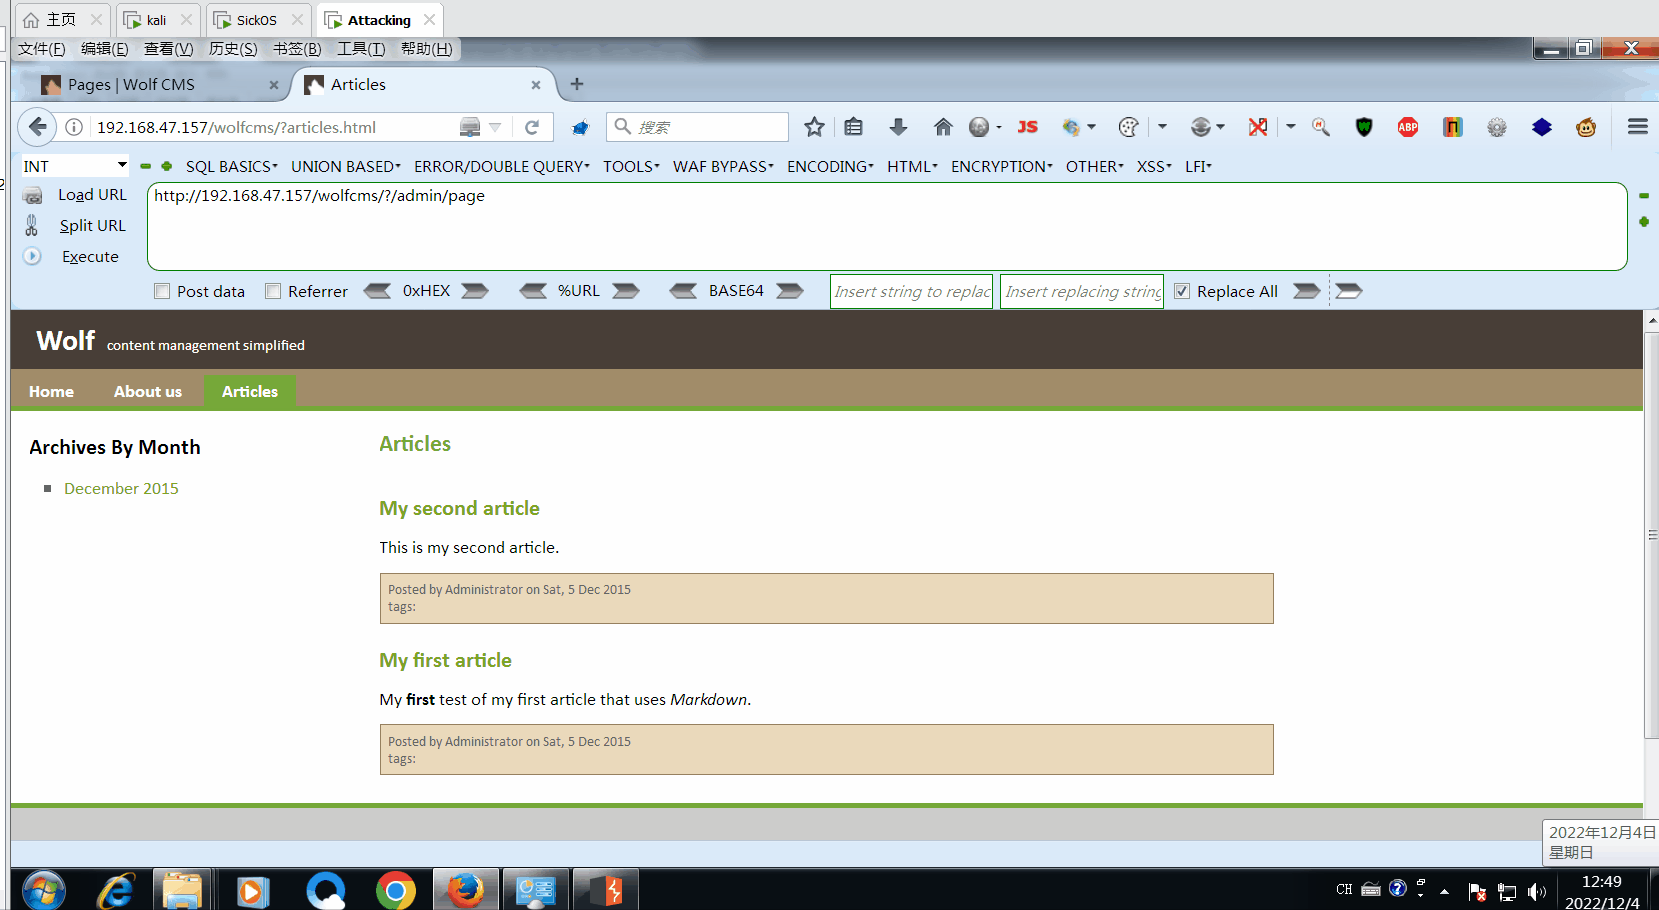 主页 kali SickOS Attacking
文件(F) 编辑(E) 查看(V) 历史(S) 书签(B) 工具(T) 帮助(H)
Pages | Wolf CMS Articles
192.168.47.157/wolfcms/?articles.html 搜索 JS ABP
INT SQL BASICS UNION BASED ERROR/DOUBLE QUERY TOOLS WAF BYPASS ENCODING HTML ENCRYPTION OTHER XSS LFI
Load URL http://192.168.47.157/wolfcms/?/admin/page
Split URL
Execute
Post data Referrer 0xHEX %URL BASE64 Insert string to replac Insert replacing string Replace All
Wolf content management simplified
Home About us Articles
Archives By Month
December 2015
Articles
My second article
This is my second article.
Posted by Administrator on Sat, 5 Dec 2015
tags:
My first article
My first test of my first article that uses Markdown.
Posted by Administrator on Sat, 5 Dec 2015
tags:
2022年12月4日
星期日
CH 12:49
2022/12/4